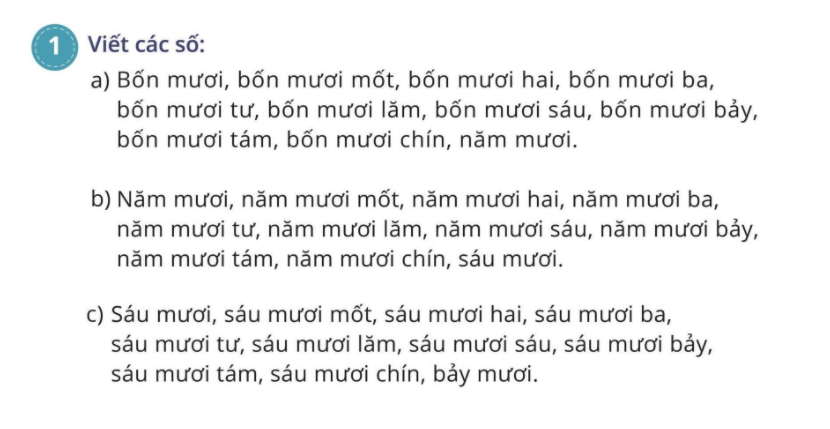 1 Viết các số:
a) Bốn mươi, bốn mươi mốt, bốn mươi hai, bốn mươi ba,
bốn mươi tư, bốn mươi lăm, bốn mươi sáu, bốn mươi bảy,
bốn mươi tám, bốn mươi chín, năm mươi.
b) Năm mươi, năm mươi mốt, năm mươi hai, năm mươi ba,
năm mươi tư, năm mươi lăm, năm mươi sáu, năm mươi bảy,
năm mươi tám, năm mươi chín, sáu mươi.
c) Sáu mươi, sáu mươi mốt, sáu mươi hai, sáu mươi ba,
sáu mươi tư, sáu mươi lăm, sáu mươi sáu, sáu mươi bảy,
sáu mươi tám, sáu mươi chín, bảy mươi.